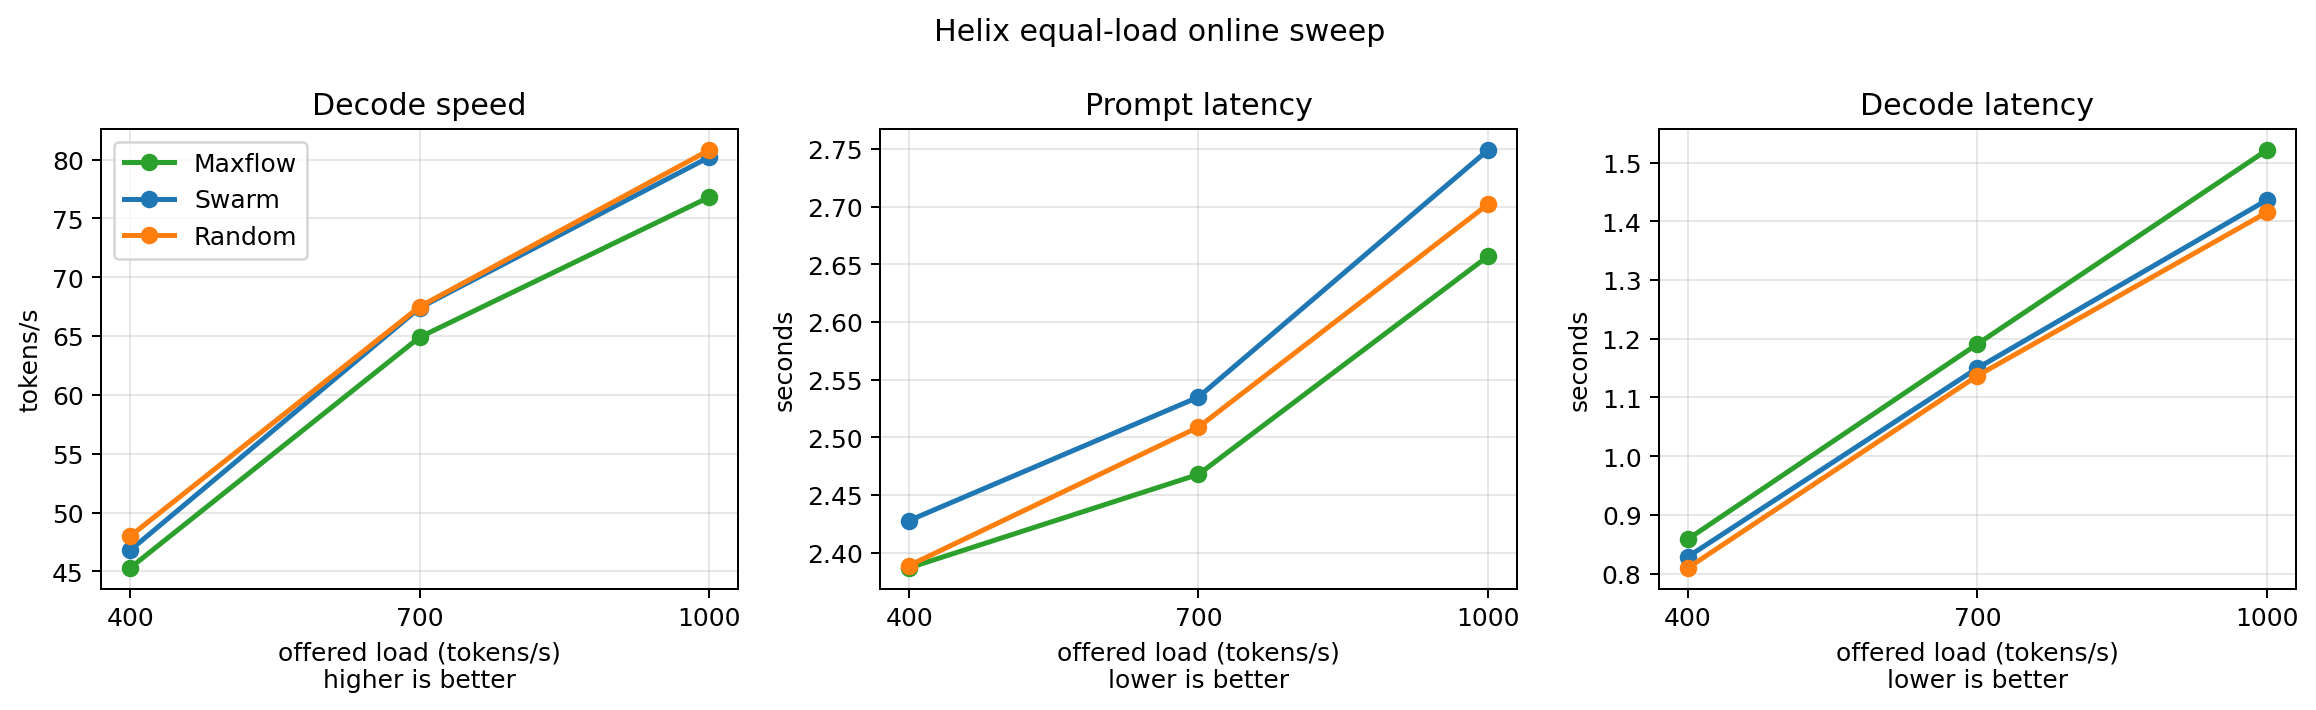 Helix equal-load online sweep
Decode speed
Maxflow
Swarm
Random
80
75
70
65
60
55
50
45
tokens/s
400
700
1000
offered load (tokens/s)
higher is better
Prompt latency
2.75
2.70
2.65
2.60
2.55
2.50
2.45
2.40
seconds
400
700
1000
offered load (tokens/s)
lower is better
Decode latency
1.5
1.4
1.3
1.2
1.1
1.0
0.9
0.8
seconds
400
700
1000
offered load (tokens/s)
lower is better